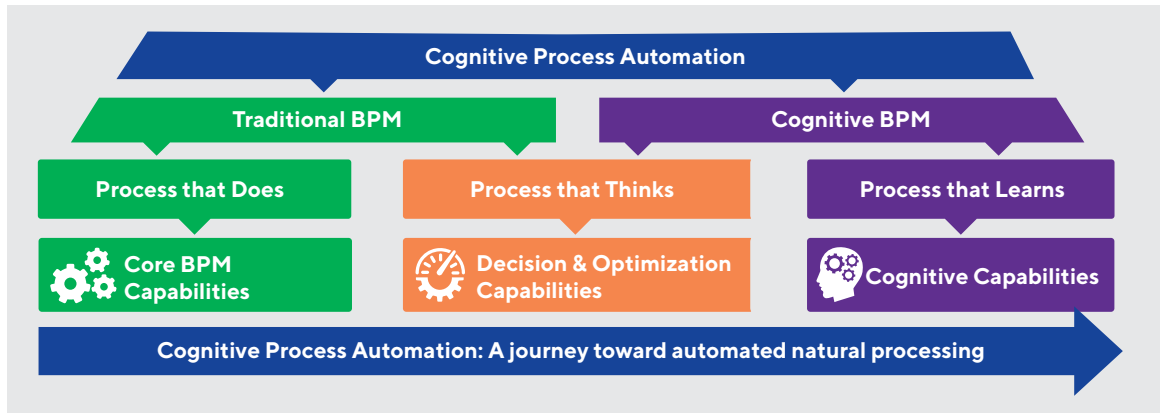 Cognitive Process Automation
Traditional BPM
Cognitive BPM
Process that Does
Process that Thinks
Process that Learns
Core BPM
Capabilities
Decision & Optimization
Capabilities
Cognitive Capabilities
Cognitive Process Automation: A journey toward automated natural processing